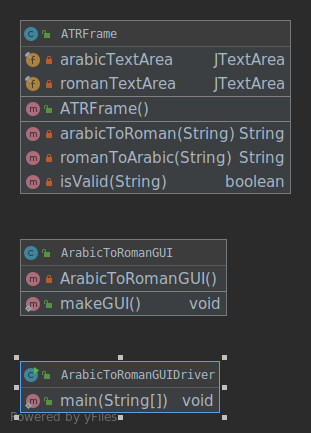 ATRFrame
arabicTextArea JTextArea
romanTextArea JTextArea
ATRFrame()
arabicToRoman(String) String
romanToArabic(String) String
isValid(String) boolean
ArabicToRomanGUI
ArabicToRomanGUI()
makeGUI() void
ArabicToRomanGUIDriver
main(String[]) void
Powered by yFiles